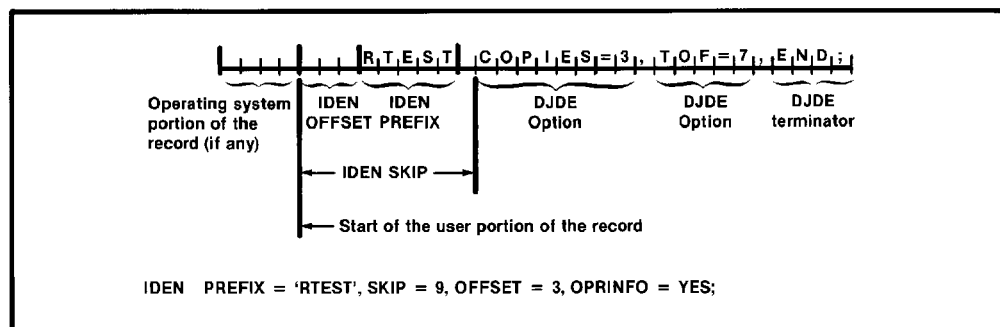 RTEST COPIES=3, TOF=7, END;
Operating system portion of the record (if any)
IDEN OFFSET
IDEN PREFIX
DJDE Option
DJDE Option
DJDE terminator
IDEN SKIP
Start of the user portion of the record
IDEN PREFIX = 'RTEST', SKIP = 9, OFFSET = 3, OPRINFO = YES;